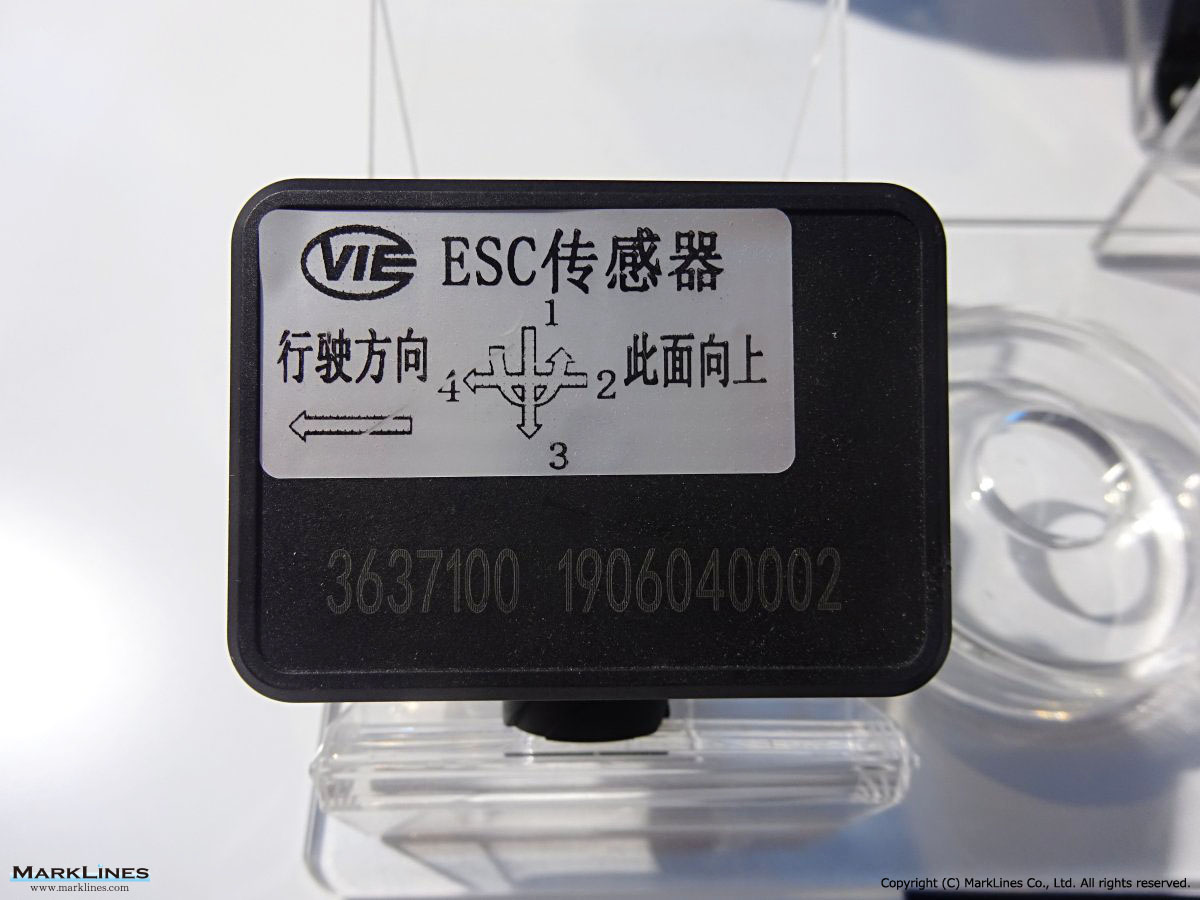 VIE ESC传感器
1
行驶方向 4 2 此面向上
3
3637100 1906040002
MARKLINES
www.marklines.com
Copyright (C) MarkLines Co., Ltd. All rights reserved.